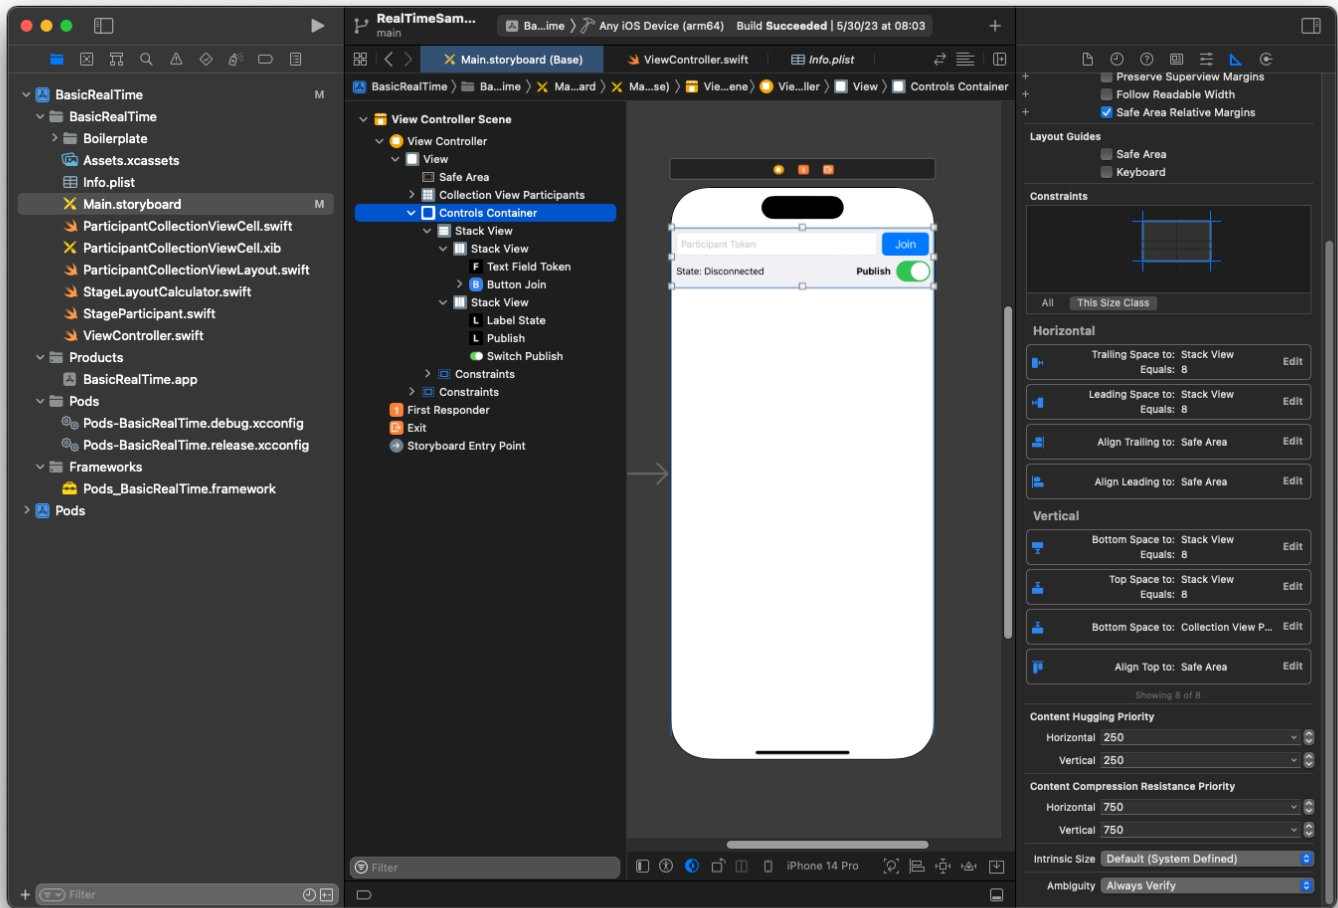 RealTimeSam...
main
Ba...ime
Any iOS Device (arm64)
Build Succeeded | 5/30/23 at 08:03
Main.storyboard (Base)
ViewController.swift
Info.plist
BasicRealTime
Ba...ime
Ma...ard
Ma...se)
Vie...ene
Vie...ller
View
Controls Container
BasicRealTime
M
BasicRealTime
Boilerplate
Assets.xcassets
Info.plist
Main.storyboard
M
ParticipantCollectionViewCell.swift
ParticipantCollectionViewCell.xib
ParticipantCollectionViewLayout.swift
StageLayoutCalculator.swift
StageParticipant.swift
ViewController.swift
Products
BasicRealTime.app
Pods
Pods-BasicRealTime.debug.xcconfig
Pods-BasicRealTime.release.xcconfig
Frameworks
Pods_BasicRealTime.framework
Pods
Filter
View Controller Scene
View Controller
View
Safe Area
Collection View Participants
Controls Container
Stack View
Stack View
F Text Field Token
B Button Join
Stack View
L Label State
L Publish
Switch Publish
Constraints
Constraints
1 First Responder
Exit
Storyboard Entry Point
Filter
1
Participant Token
Join
State: Disconnected
Publish
iPhone 14 Pro
Preserve Superview Margins
Follow Readable Width
Safe Area Relative Margins
Layout Guides
Safe Area
Keyboard
Constraints
All
This Size Class
Horizontal
Trailing Space to: Stack View
Equals: 8
Edit
Leading Space to: Stack View
Equals: 8
Edit
Align Trailing to: Safe Area
Edit
Align Leading to: Safe Area
Edit
Vertical
Bottom Space to: Stack View
Equals: 8
Edit
Top Space to: Stack View
Equals: 8
Edit
Bottom Space to: Collection View P...
Edit
Align Top to: Safe Area
Edit
Showing 8 of 8
Content Hugging Priority
Horizontal 250
Vertical 250
Content Compression Resistance Priority
Horizontal 750
Vertical 750
Intrinsic Size Default (System Defined)
Ambiguity Always Verify